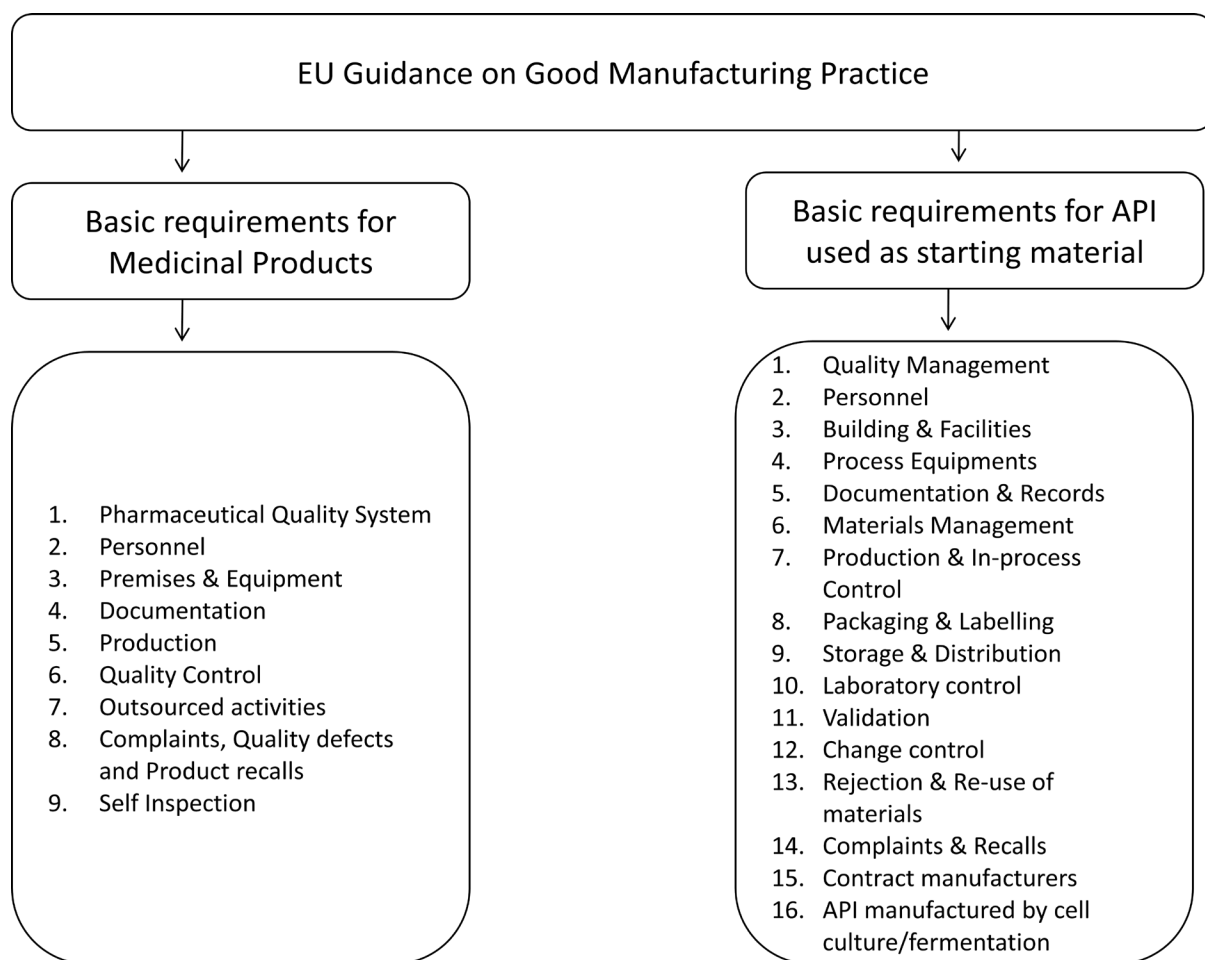 EU Guidance on Good Manufacturing Practice
Basic requirements for
Medicinal Products
1. Pharmaceutical Quality System
2. Personnel
3. Premises & Equipment
4. Documentation
5. Production
6. Quality Control
7. Outsourced activities
8. Complaints, Quality defects
and Product recalls
9. Self Inspection
Basic requirements for API
used as starting material
1. Quality Management
2. Personnel
3. Building & Facilities
4. Process Equipments
5. Documentation & Records
6. Materials Management
7. Production & In-process
Control
8. Packaging & Labelling
9. Storage & Distribution
10. Laboratory control
11. Validation
12. Change control
13. Rejection & Re-use of
materials
14. Complaints & Recalls
15. Contract manufacturers
16. API manufactured by cell
culture/fermentation